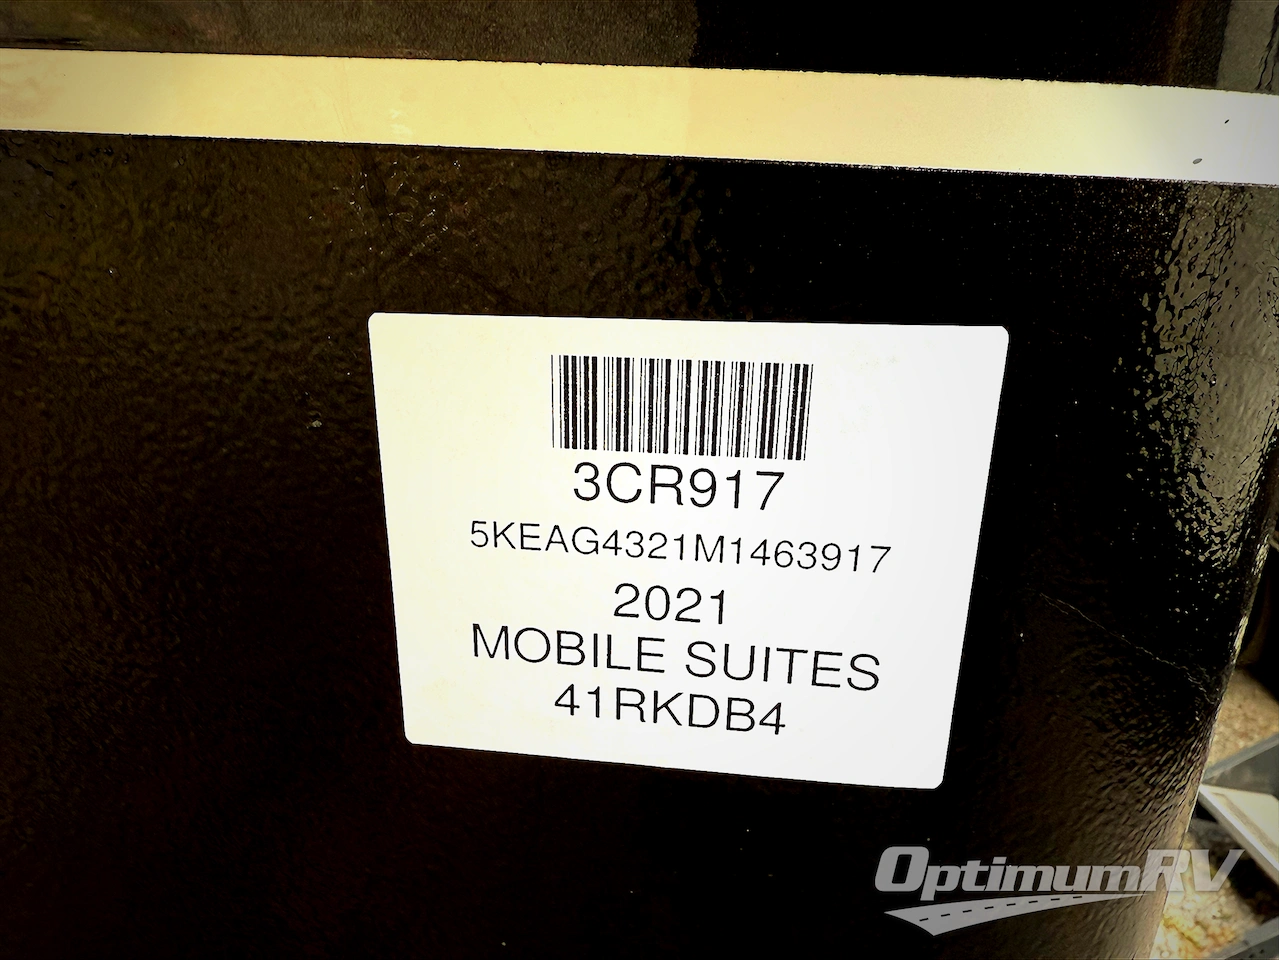 3CR917
5KEAG4321M1463917
2021
MOBILE SUITES
41RKDB4
OptimumRV